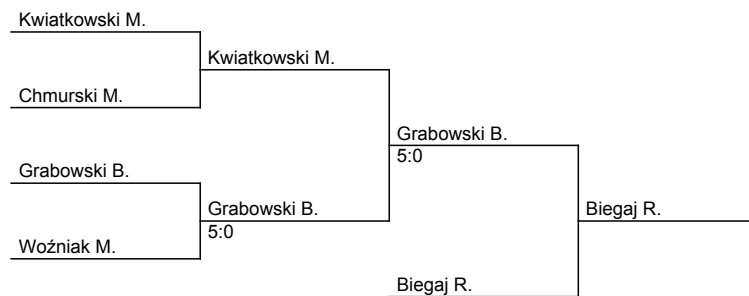 Kwiatkowski M.
Kwiatkowski M.
Chmurski M.
Grabowski B.
5:0
Grabowski B.
Grabowski B.
5:0
Biegaj R.
Woźniak M.
Biegaj R.